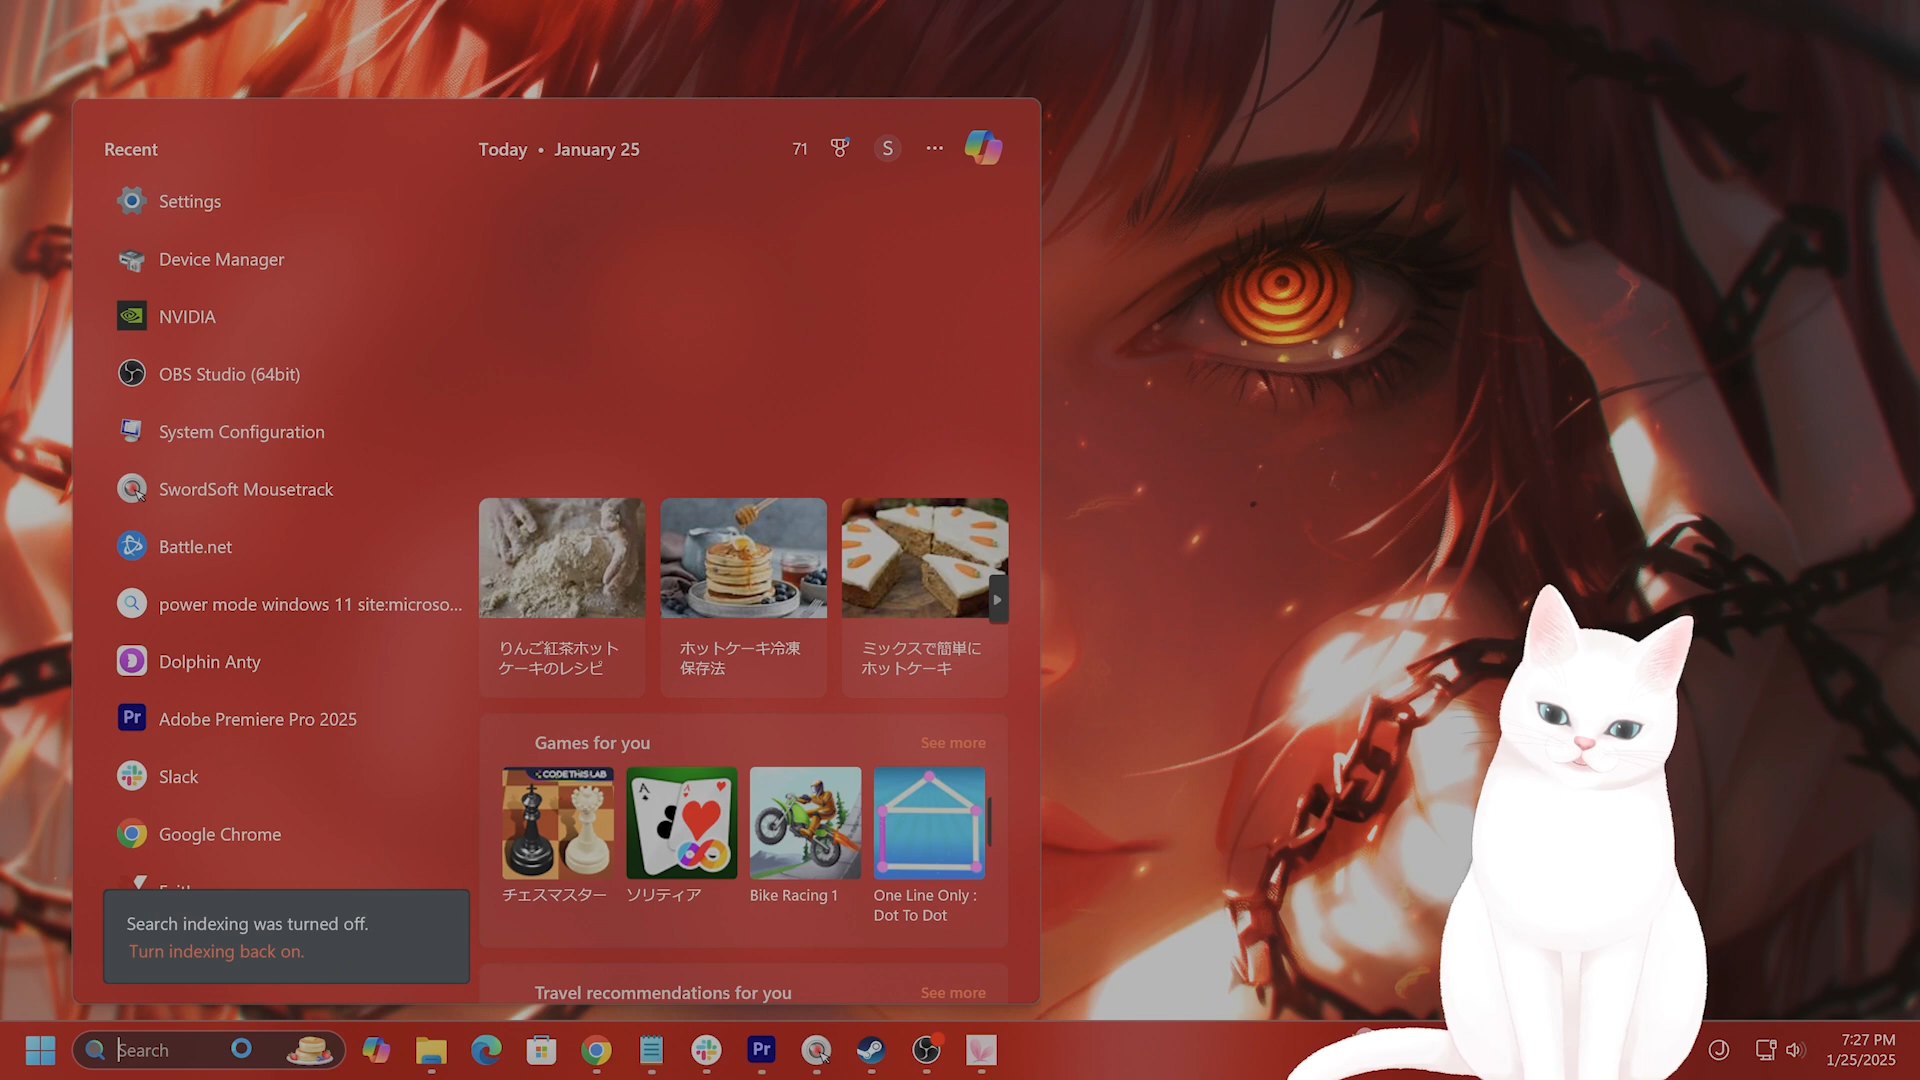 Recent
Today • January 25
71
S
Settings
Device Manager
NVIDIA
OBS Studio (64bit)
System Configuration
SwordSoft Mousetrack
Battle.net
power mode windows 11 site:microso...
Dolphin Anty
Pr
Adobe Premiere Pro 2025
Slack
Google Chrome
Search indexing was turned off.
Turn indexing back on.
りんご紅茶ホット
ケーキのレシピ
ホットケーキ冷凍
保存法
ミックスで簡単に
ホットケーキ
Games for you
See more
CODETHISLAB
A
A
チェスマスター
ソリティア
Bike Racing 1
One Line Only :
Dot To Dot
Travel recommendations for you
See more
Search
Pr
7:27 PM
1/25/2025